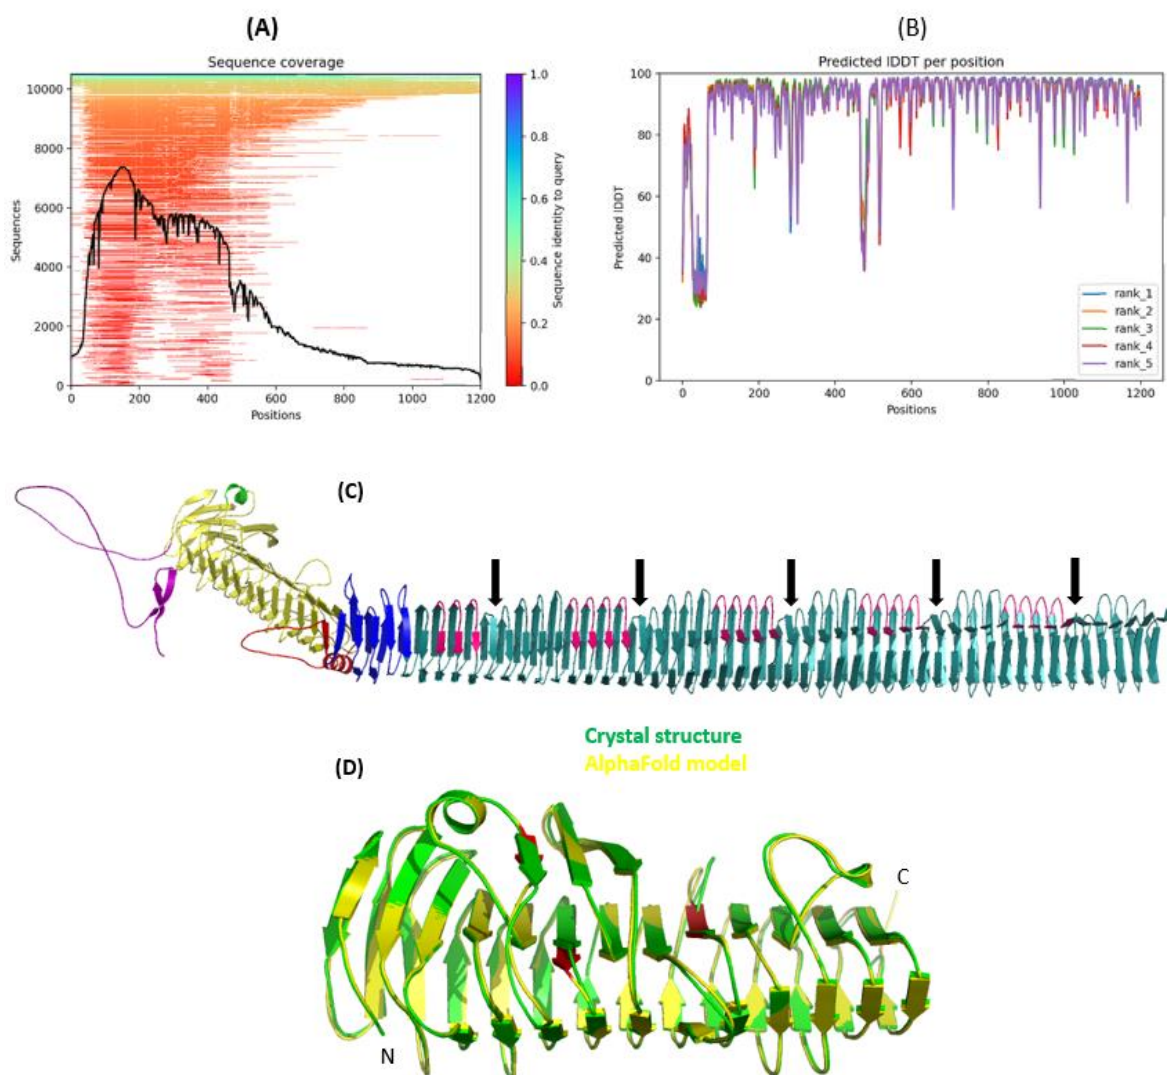 (A)
(B)
Sequence coverage
Predicted lDDT per position
10000
8000
6000
4000
2000
0
Sequences
0
200
400
600
800
1000
1200
Positions
1.0
0.8
0.6
0.4
0.2
0.0
Sequence identity to query
100
80
60
40
20
0
Predicted lDDT
0
200
400
600
800
1000
1200
Positions
rank_1
rank_2
rank_3
rank_4
rank_5
(C)
Crystal structure
AlphaFold model
(D)
N
C